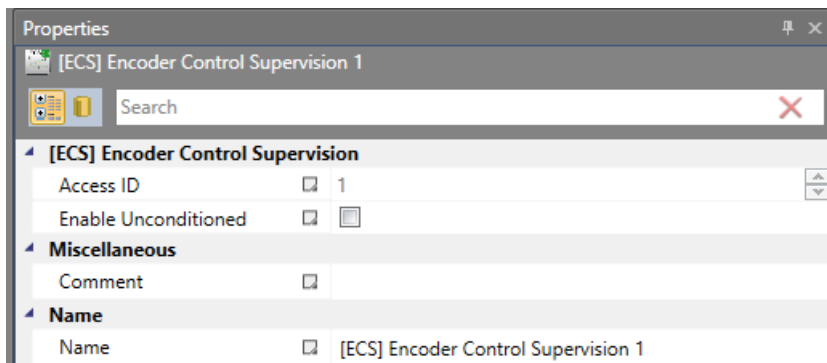 Properties
[ECS] Encoder Control Supervision 1
Search
[ECS] Encoder Control Supervision
Access ID 1
Enable Unconditioned
Miscellaneous
Comment
Name
Name [ECS] Encoder Control Supervision 1